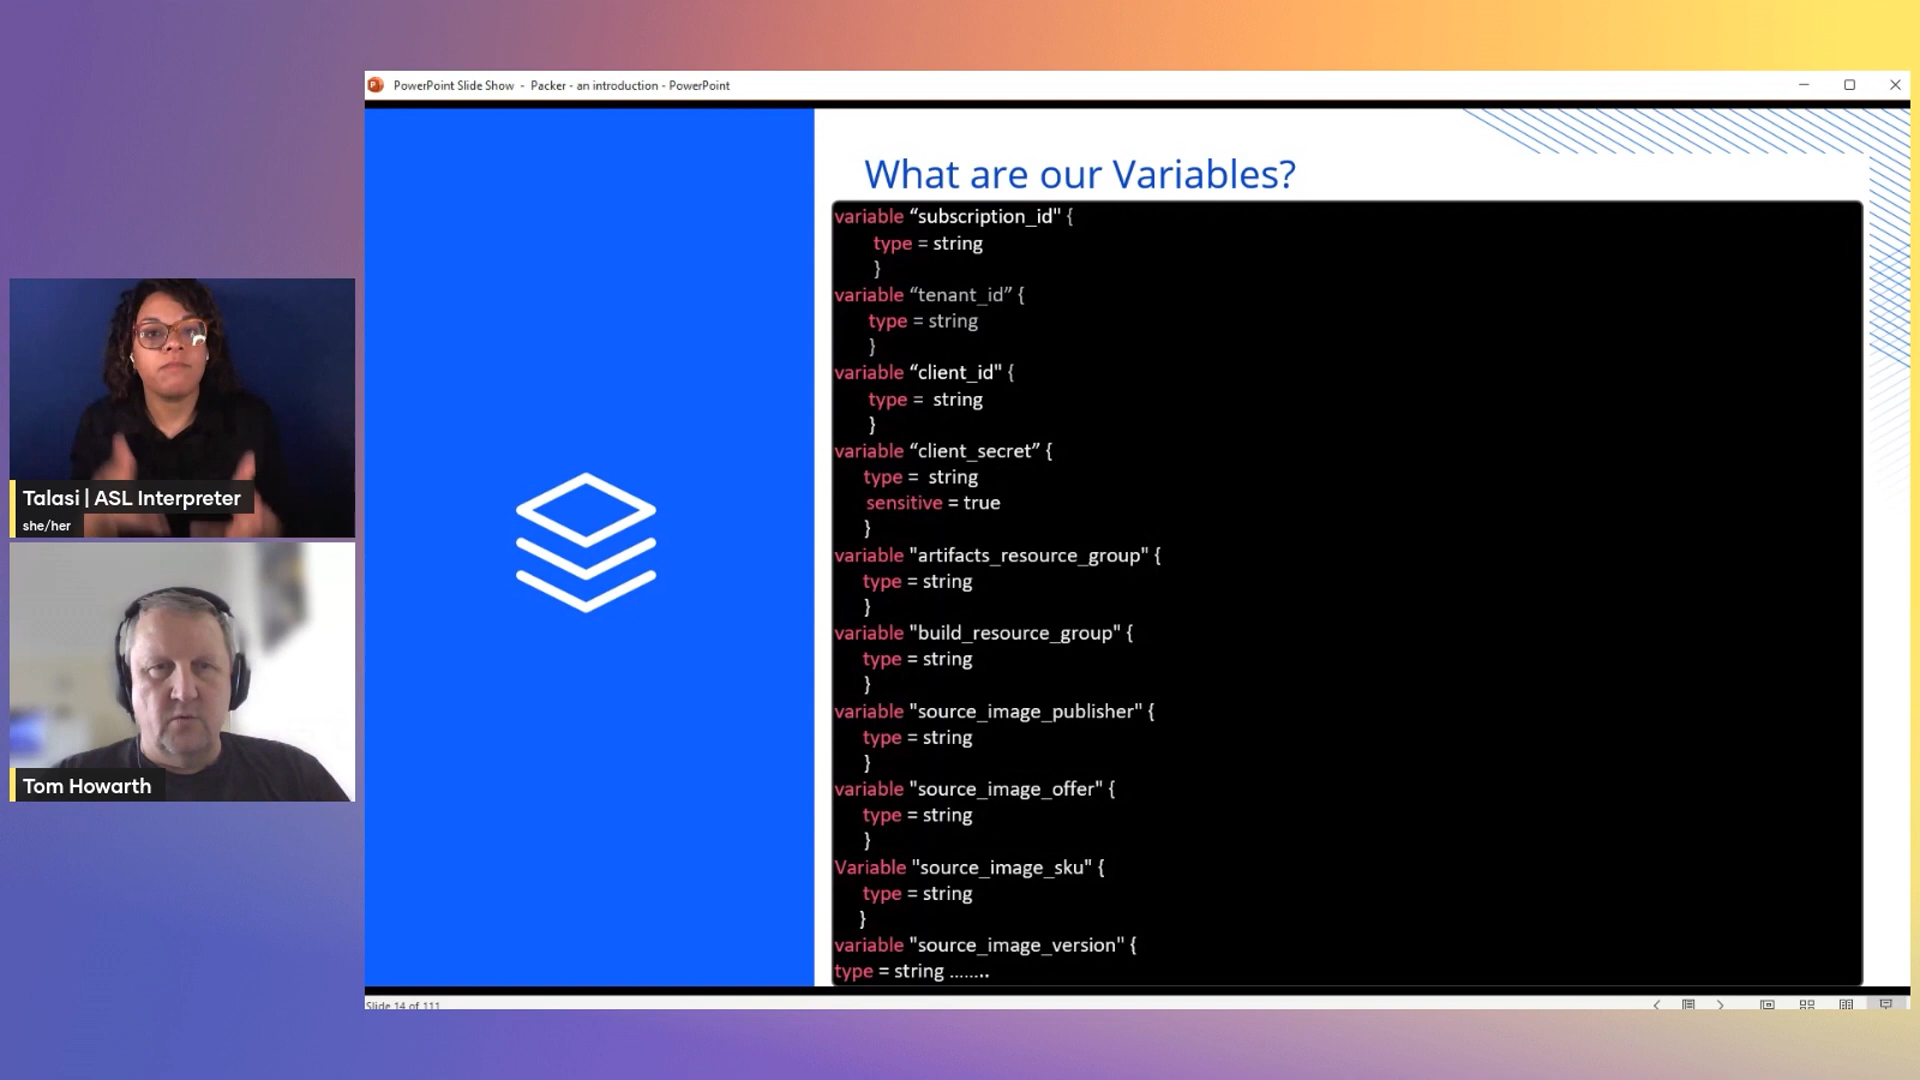 PowerPoint Slide Show - Packer - an introduction - PowerPoint
What are our Variables?
variable “subscription_id" {
type = string
}
variable “tenant_id” {
type = string
}
variable “client_id" {
type = string
}
variable “client_secret” {
type = string
sensitive = true
}
variable "artifacts_resource_group" {
type = string
}
variable "build_resource_group" {
type = string
}
variable "source_image_publisher" {
type = string
}
variable "source_image_offer" {
type = string
}
Variable "source_image_sku" {
type = string
}
variable "source_image_version" {
type = string ........
Slide 14 of 111
Talasi | ASL Interpreter
she/her
Tom Howarth